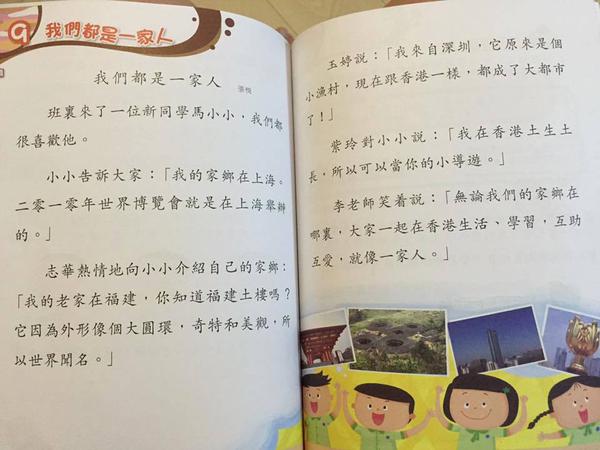 9 我們都是一家人
我們都是一家人
張悅
班裏來了一位新同學馬小小，我們都
很喜歡他。
小小告訴大家：「我的家鄉在上海。
二零一零年世界博覽會就是在上海舉辦
的。」
志華熱情地向小小介紹自己的家鄉：
「我的老家在福建，你知道福建土樓嗎？
它因為外形像個大圓環，奇特和美觀，所
以世界聞名。」
玉婷說：「我來自深圳，它原來是個
小漁村，現在跟香港一樣，都成了大都市
了！」
紫玲對小小說：「我在香港土生土
長，所以可以當你的小導遊。」
李老師笑着說：「無論我們的家鄉在
哪裏，大家一起在香港生活、學習，互助
互愛，就像一家人。」